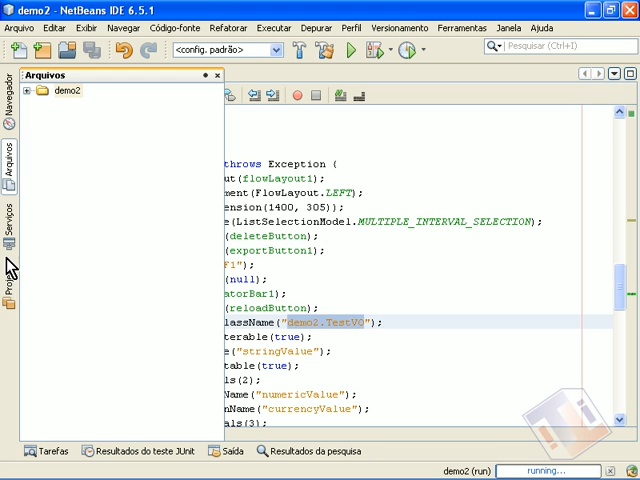 demo2 - NetBeans IDE 6.5.1
Arquivo Editar Exibir Navegar Código-fonte Refatorar Executar Depurar Perfil Versionamento Ferramentas Janela Ajuda
<config. padrão>
Pesquisar (Ctrl+I)
Arquivos
demo2
Navegador
Arquivos
Serviços
throws Exception {
ut(flowLayout1);
ment(FlowLayout.LEFT);
ension(1400, 305));
e(ListSelectionModel.MULTIPLE_INTERVAL_SELECTION);
(deleteButton);
(exportButton1);
F1");
(null);
atorBar1);
(reloadButton);
lassName("demo2.TestVO");
terable(true);
e("stringValue");
table(true);
ls(2);
Name("numericValue");
nName("currencyValue");
als(3);
Tarefas Resultados do teste JUnit Saída Resultados da pesquisa
demo2 (run) running...